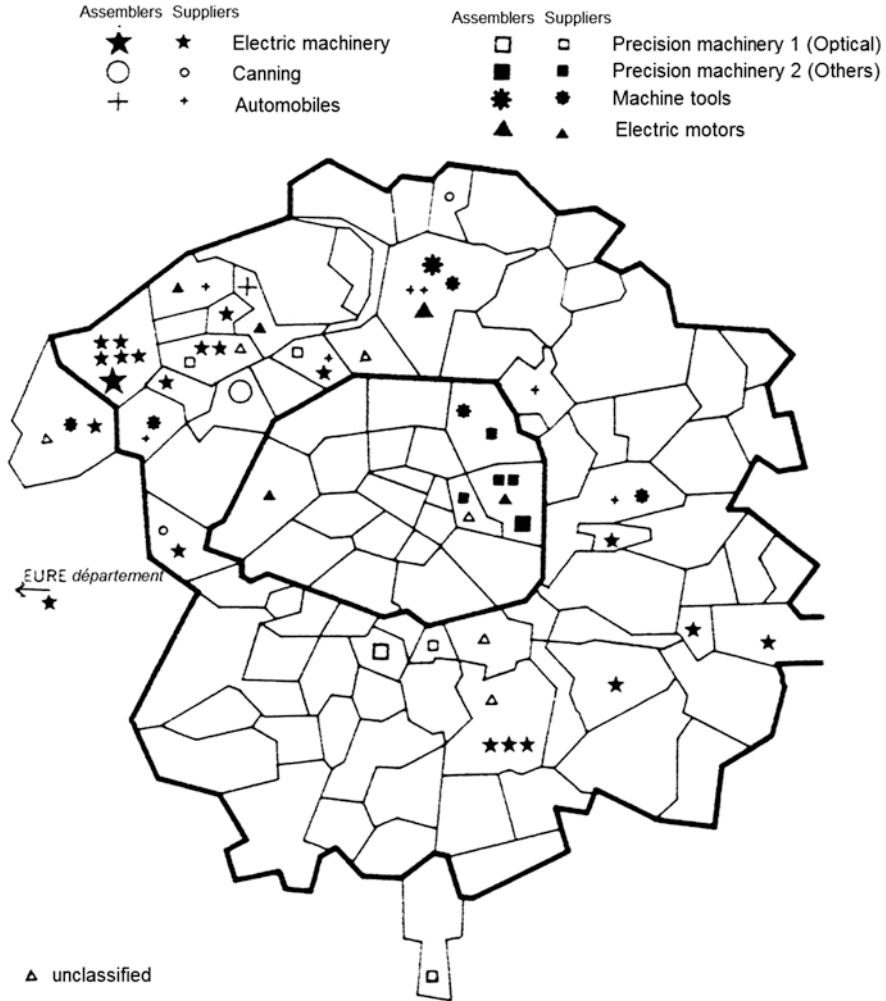 Assemblers Suppliers
Electric machinery
Canning
Automobiles
Assemblers Suppliers
Precision machinery 1 (Optical)
Precision machinery 2 (Others)
Machine tools
Electric motors
EURE département
unclassified